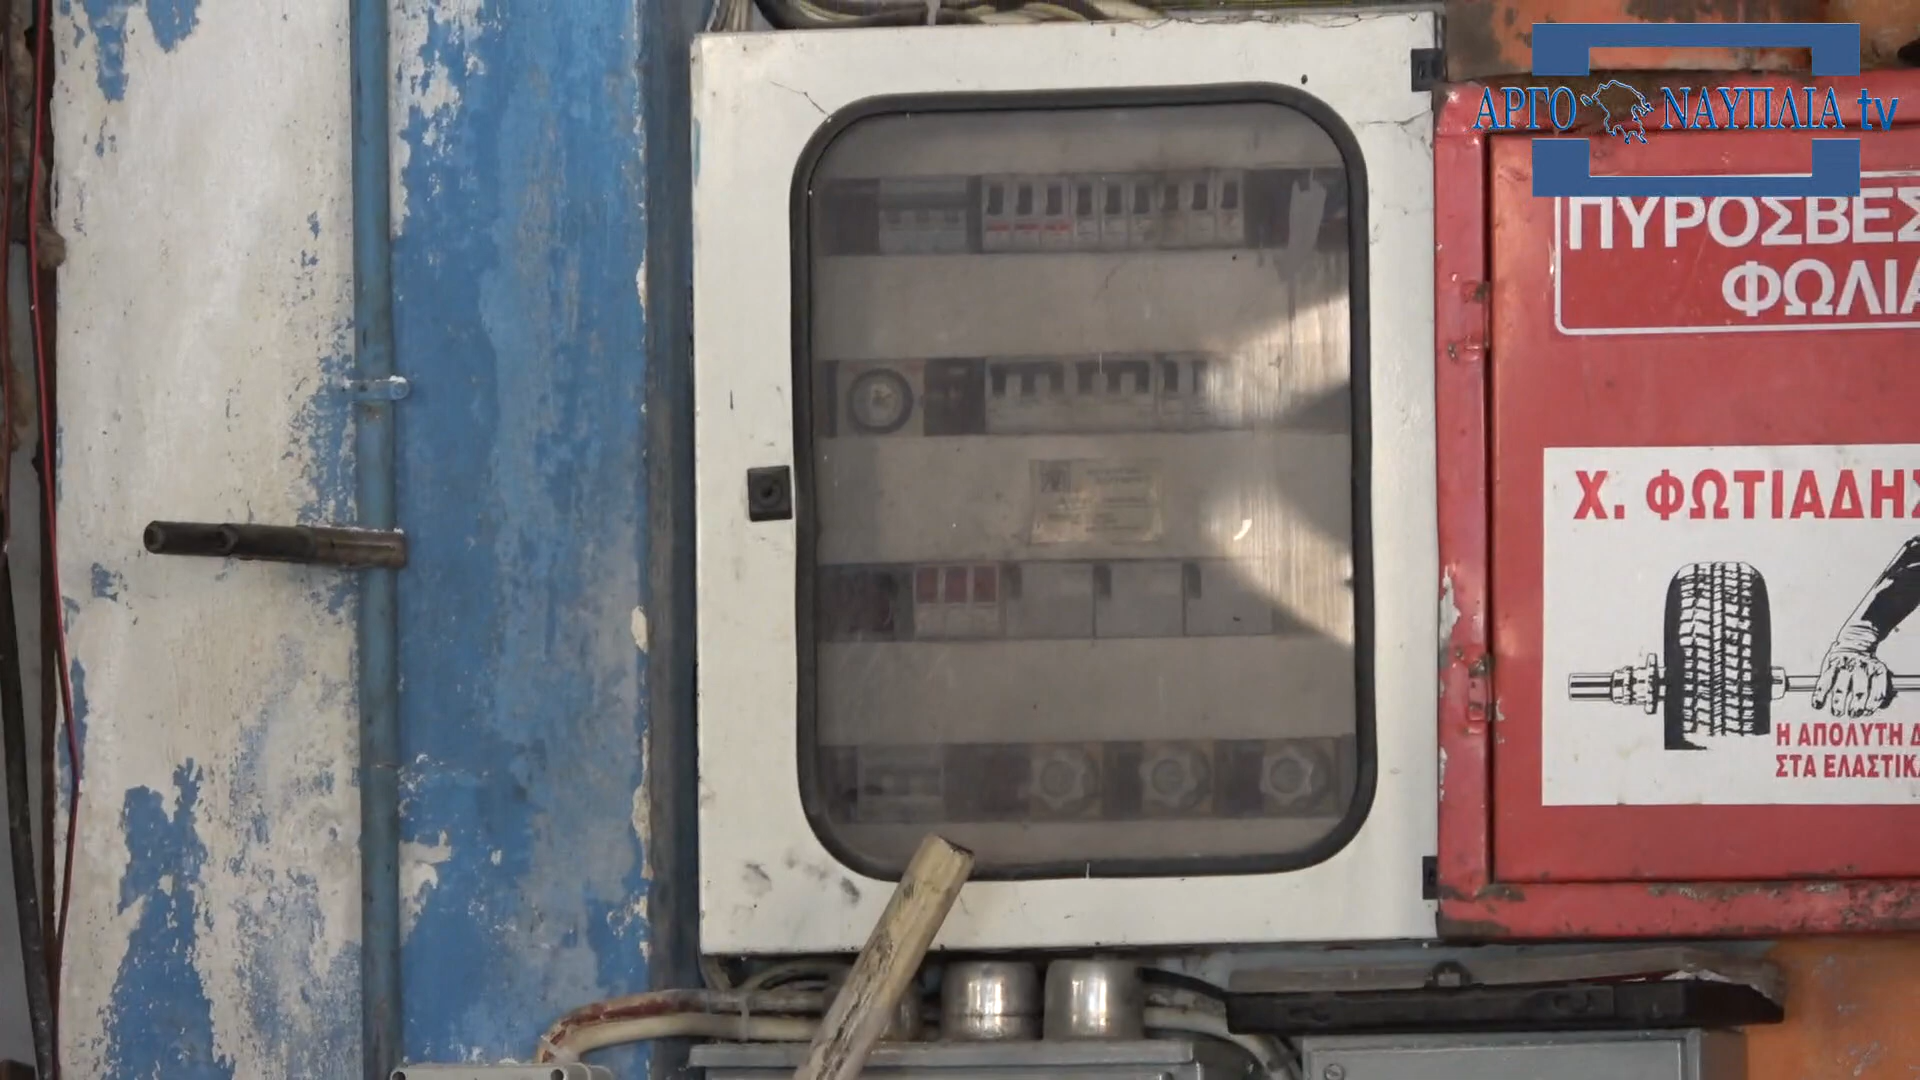 ΑΡΓΟ ΝΑΥΠΛΙΑ tv
ΠΥΡΟΣΒΕΣ
ΦΩΛΙΑ
Χ. ΦΩΤΙΑΔΗΣ
Η ΑΠΟΛΥΤΗ Δ
ΣΤΑ ΕΛΑΣΤΙΚΑ